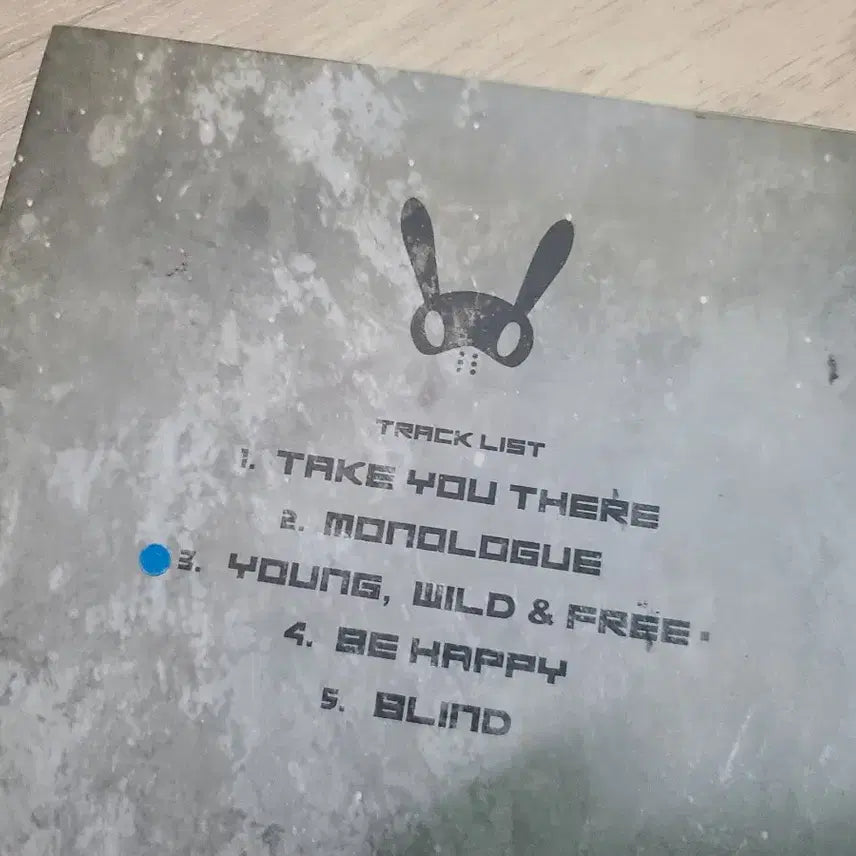 TRACK LIST
1. TAKE YOU THERE
2. MONOLOGUE
3. YOUNG, WILD & FREE.
4. BE HAPPY
5. BLIND